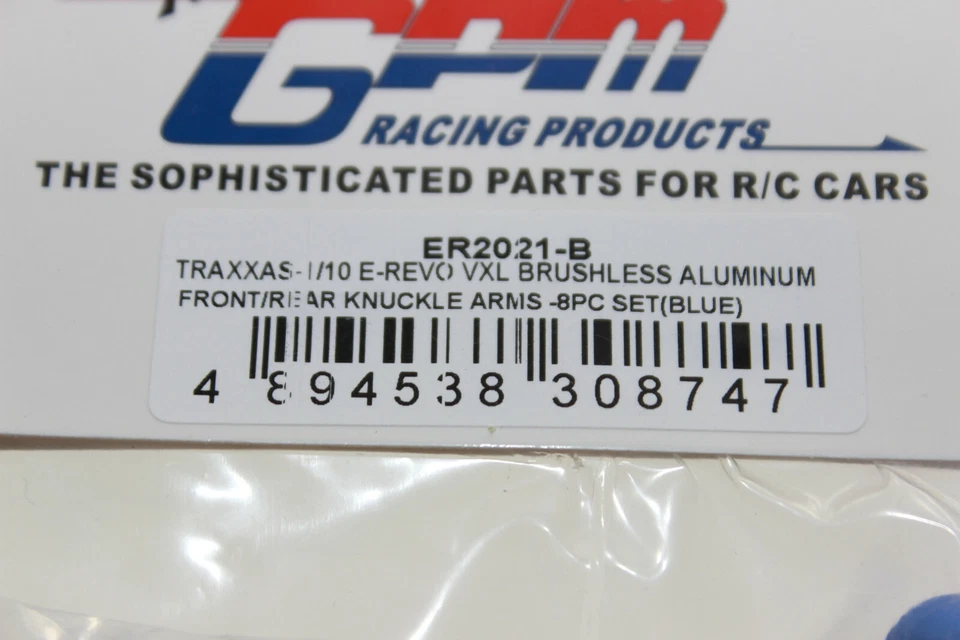 GPM
RACING PRODUCTS
THE SOPHISTICATED PARTS FOR R/C CARS
ER2021-B
TRAXXAS-1/10 E-REVO VXL BRUSHLESS ALUMINUM
FRONT/REAR KNUCKLE ARMS -8PC SET(BLUE)
4 894538 308747